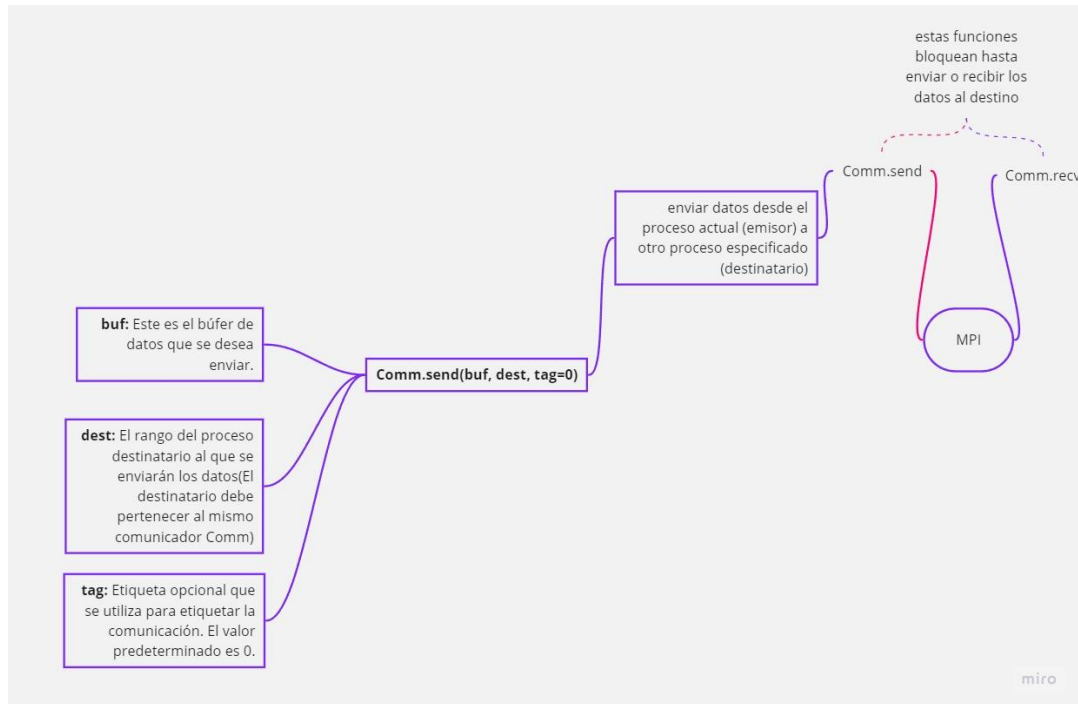 estas funciones
bloquean hasta
enviar o recibir los
datos al destino
Comm.send
Comm.recv
enviar datos desde el
proceso actual (emisor) a
otro proceso especificado
(destinatario)
MPI
buf: Este es el búfer de
datos que se desea
enviar.
Comm.send(buf, dest, tag=0)
dest: El rango del proceso
destinatario al que se
enviarán los datos(El
destinatario debe
pertenecer al mismo
comunicador Comm)
tag: Etiqueta opcional que
se utiliza para etiquetar la
comunicación. El valor
predeterminado es 0.
miro